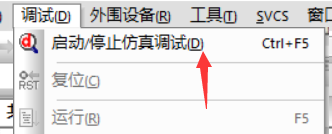 调试(D) 外围设备(R) 工具(T) SVCS 窗
启动/停止仿真调试(D) Ctrl+F5
RST 复位(C)
运行(R) F5